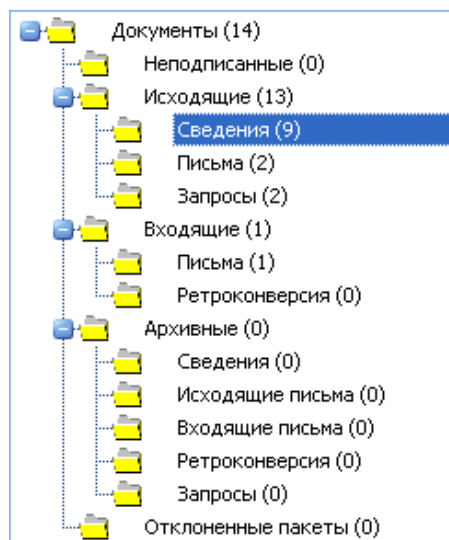 Документы (14)
Неподписанные (0)
Исходящие (13)
Сведения (9)
Письма (2)
Запросы (2)
Входящие (1)
Письма (1)
Ретроконверсия (0)
Архивные (0)
Сведения (0)
Исходящие письма (0)
Входящие письма (0)
Ретроконверсия (0)
Запросы (0)
Отклоненные пакеты (0)